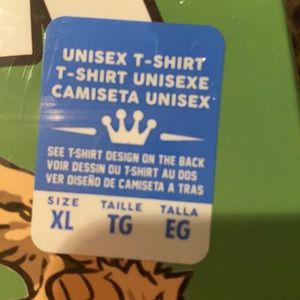 UNISEX T-SHIRT
T-SHIRT UNISEXE
CAMISETA UNISEX
SEE T-SHIRT DESIGN ON THE BACK
VOIR DESSIN DU T-SHIRT AU DOS
VER DISEÑO DE CAMISETA A TRAS
SIZE TAILLE TALLA
XL TG EG